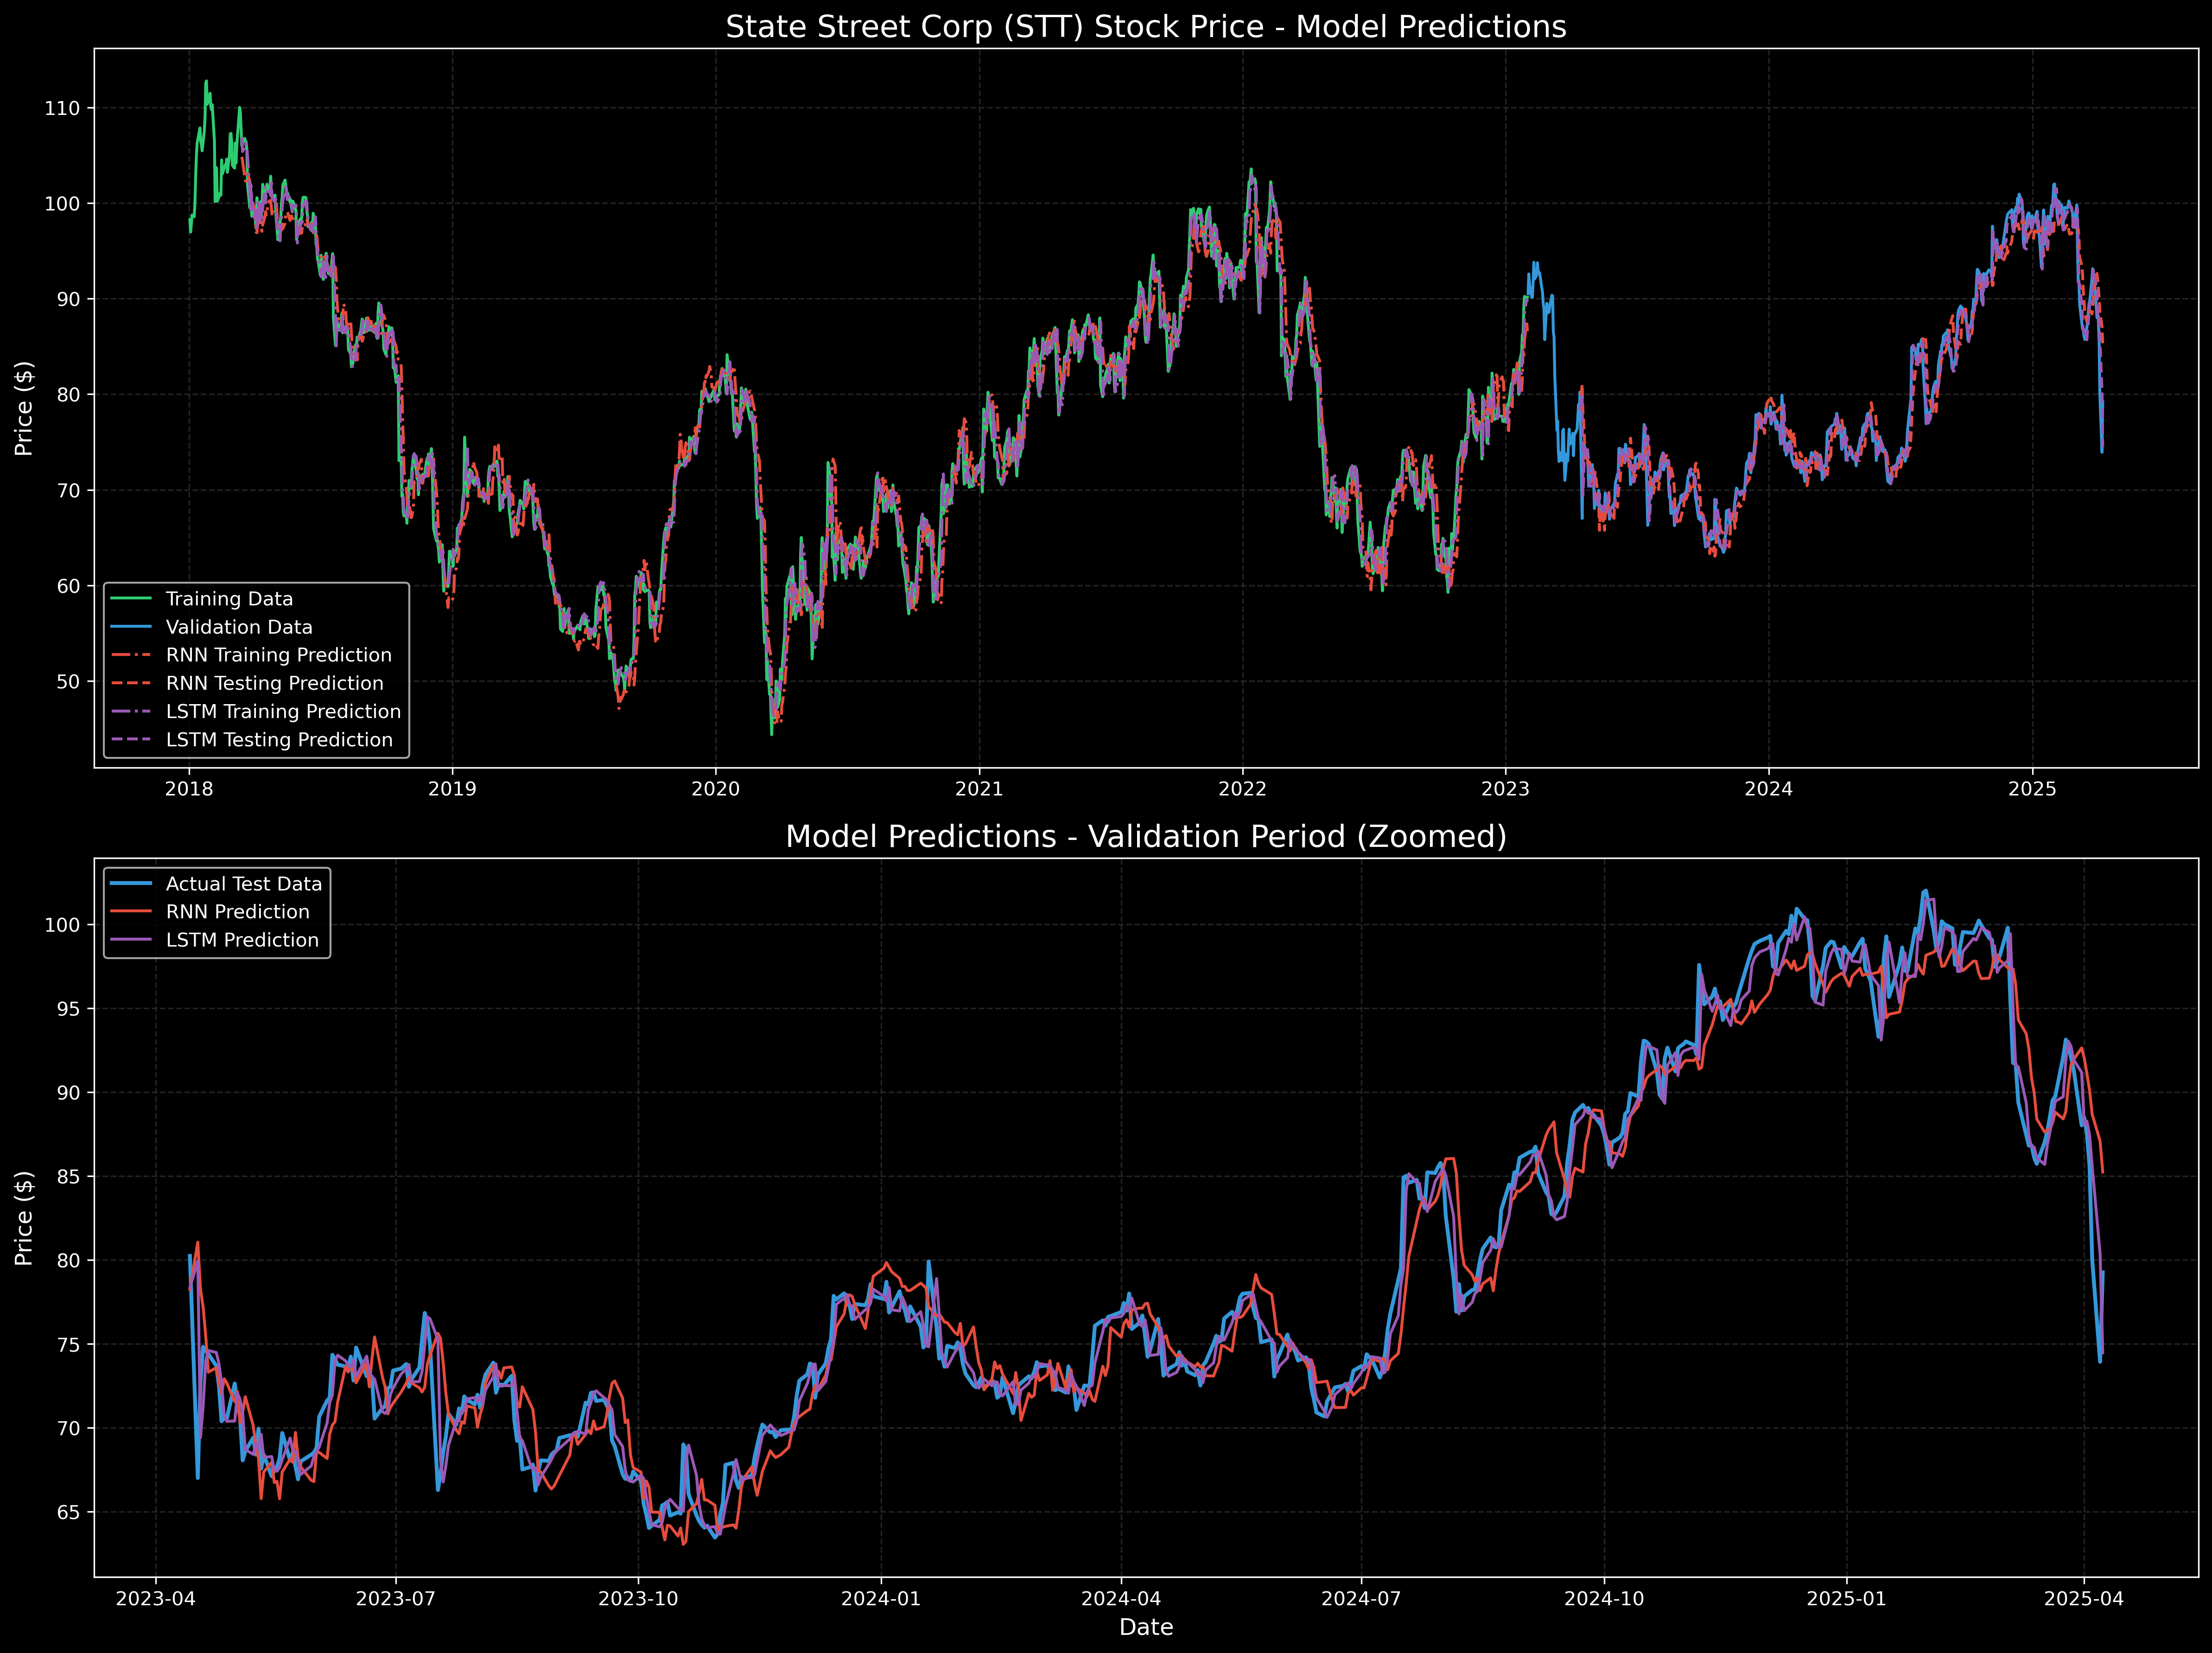 State Street Corp (STT) Stock Price - Model Predictions
Price ($)
110
100
90
80
70
60
50
Training Data
Validation Data
RNN Training Prediction
RNN Testing Prediction
LSTM Training Prediction
LSTM Testing Prediction
2018 2019 2020 2021 2022 2023 2024 2025
Model Predictions - Validation Period (Zoomed)
Price ($)
100
95
90
85
80
75
70
65
Actual Test Data
RNN Prediction
LSTM Prediction
2023-04 2023-07 2023-10 2024-01 2024-04 2024-07 2024-10 2025-01 2025-04
Date